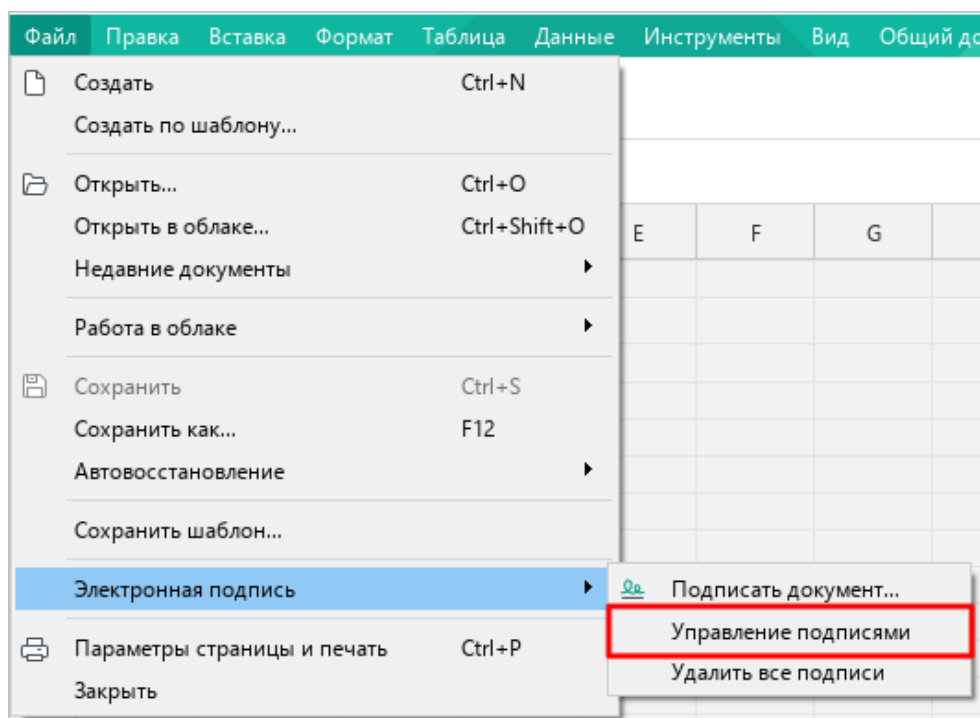 Файл Правка Вставка Формат Таблица Данные Инструменты Вид Общий до
Создать Ctrl+N
Создать по шаблону...
Открыть... Ctrl+O
Открыть в облаке... Ctrl+Shift+O
E F G
Недавние документы
Работа в облаке
Сохранить Ctrl+S
Сохранить как... F12
Автовосстановление
Сохранить шаблон...
Электронная подпись
Подписать документ...
Управление подписями
Удалить все подписи
Параметры страницы и печать Ctrl+P
Закрыть